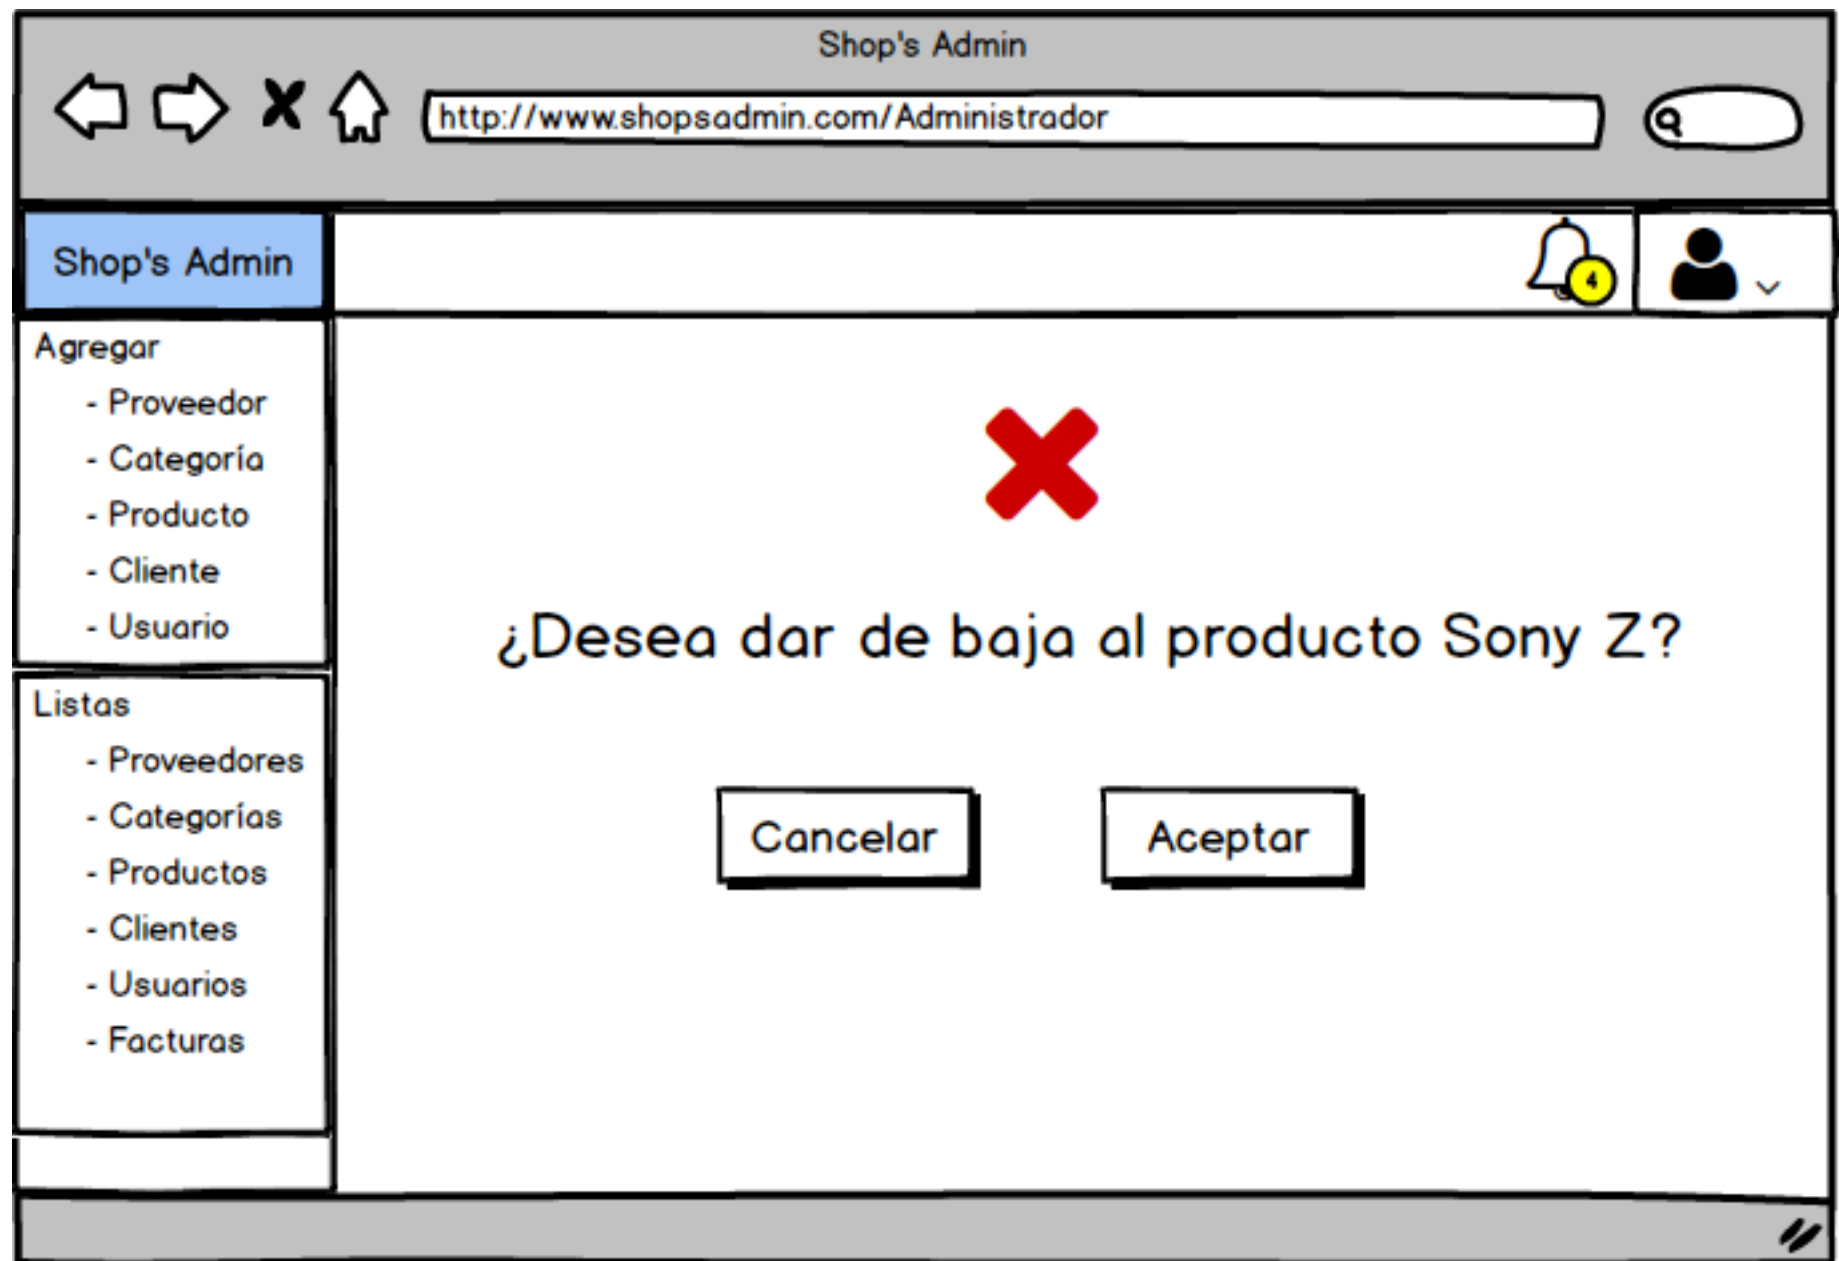 Shop's Admin
http://www.shopsadmin.com/Administrador
Shop's Admin
4
Agregar
- Proveedor
- Categoría
- Producto
- Cliente
- Usuario
Listas
- Proveedores
- Categorías
- Productos
- Clientes
- Usuarios
- Facturas
¿Desea dar de baja al producto Sony Z?
Cancelar
Aceptar